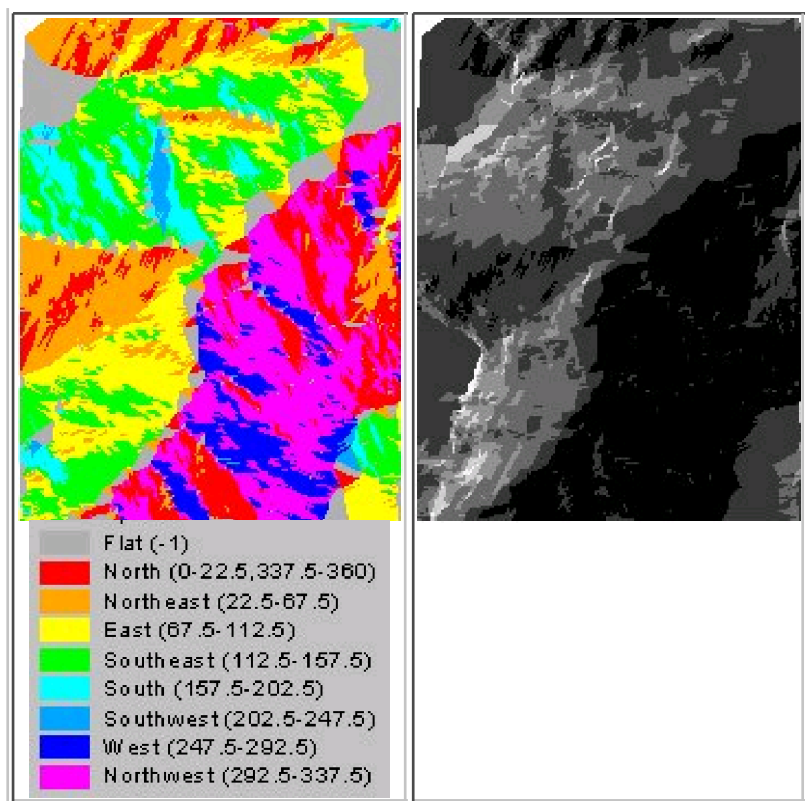 Flat (-1)
North (0-22.5,337.5-360)
Northeast (22.5-67.5)
East (67.5-112.5)
Southeast (112.5-157.5)
South (157.5-202.5)
Southwest (202.5-247.5)
West (247.5-292.5)
Northwest (292.5-337.5)